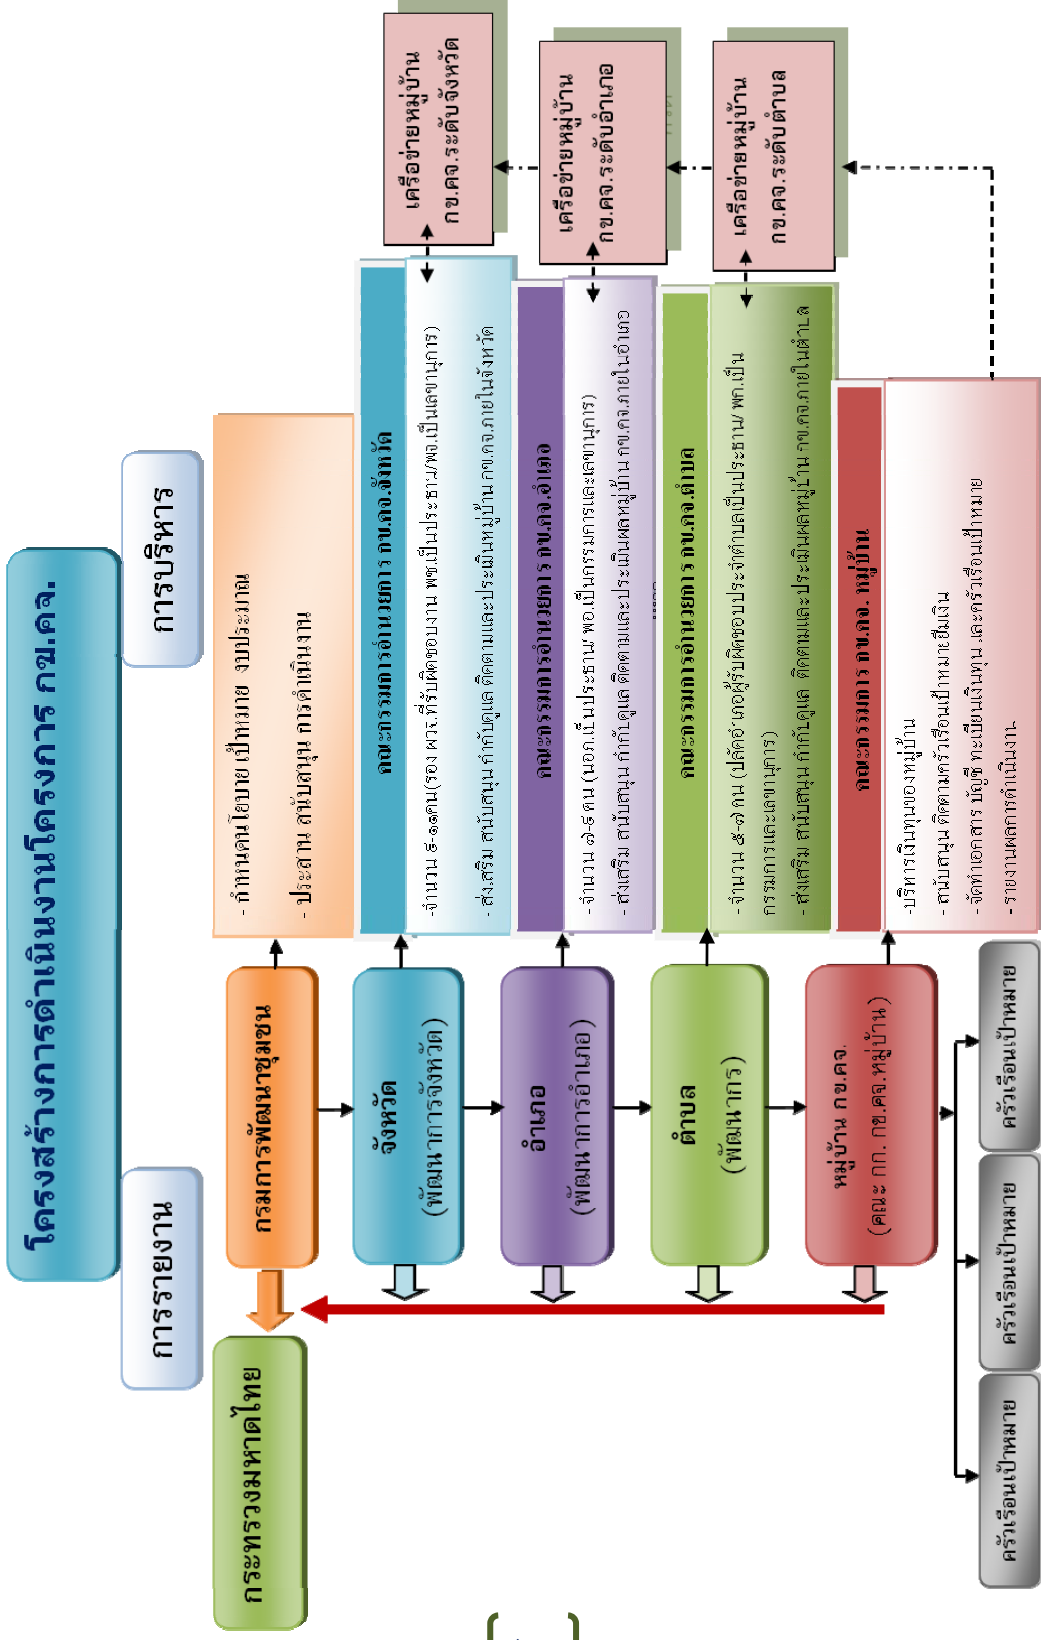 โครงสร้างการดำเนินงานโครงการ กข.คจ.
การรายงาน
การบริหาร
กระทรวงมหาดไทย
กรมการพัฒนาชุมชน
- กำหนดนโยบาย เป้าหมาย งบประมาณ
- ประสาน สนับสนุน การดำเนินงาน
จังหวัด
(พัฒนาการจังหวัด)
คณะกรรมการอำนวยการ กข.คจ.จังหวัด
-จำนวน ๙-๑๑คน(รอง ผวจ.ที่รับผิดชอบงาน พช.เป็นประธาน/พจ.เป็นเลขานุการ)
- ส่งเสริม สนับสนุน กำกับดูแล ติดตามและประเมินหมู่บ้าน กข.คจ.ภายในจังหวัด
เครือข่ายหมู่บ้าน
กข.คจ.ระดับจังหวัด
อำเภอ
(พัฒนาการอำเภอ)
คณะกรรมการอำนวยการ กข.คจ.อำเภอ
- จำนวน ๗-๙ คน (นอภ.เป็นประธาน/ พอ.เป็นกรรมการและเลขานุการ)
- ส่งเสริม สนับสนุน กำกับดูแล ติดตามและประเมินผลหมู่บ้าน กข.คจ.ภายในอำเภอ
เครือข่ายหมู่บ้าน
กข.คจ.ระดับอำเภอ
ตำบล
(พัฒนากร)
คณะกรรมการอำนวยการ กข.คจ.ตำบล
- จำนวน ๕-๗ คน (ปลัดอำเภอผู้รับผิดชอบประจำตำบลเป็นประธาน/ พก.เป็น
กรรมการและเลขานุการ)
- ส่งเสริม สนับสนุน กำกับดูแล ติดตามและประเมินผลหมู่บ้าน กข.คจ.ภายในตำบล
เครือข่ายหมู่บ้าน
กข.คจ.ระดับตำบล
หมู่บ้าน กข.คจ.
(คณะ กก. กข.คจ.หมู่บ้าน)
คณะกรรมการ กข.คจ. หมู่บ้าน
-บริหารเงินทุนของหมู่บ้าน
- สนับสนุน ติดตามครัวเรือนเป้าหมายยืมเงิน
- จัดทำเอกสาร บัญชี ทะเบียนเงินทุน และครัวเรือนเป้าหมาย
- รายงานผลการดำเนินงาน
ครัวเรือนเป้าหมาย
ครัวเรือนเป้าหมาย
ครัวเรือนเป้าหมาย